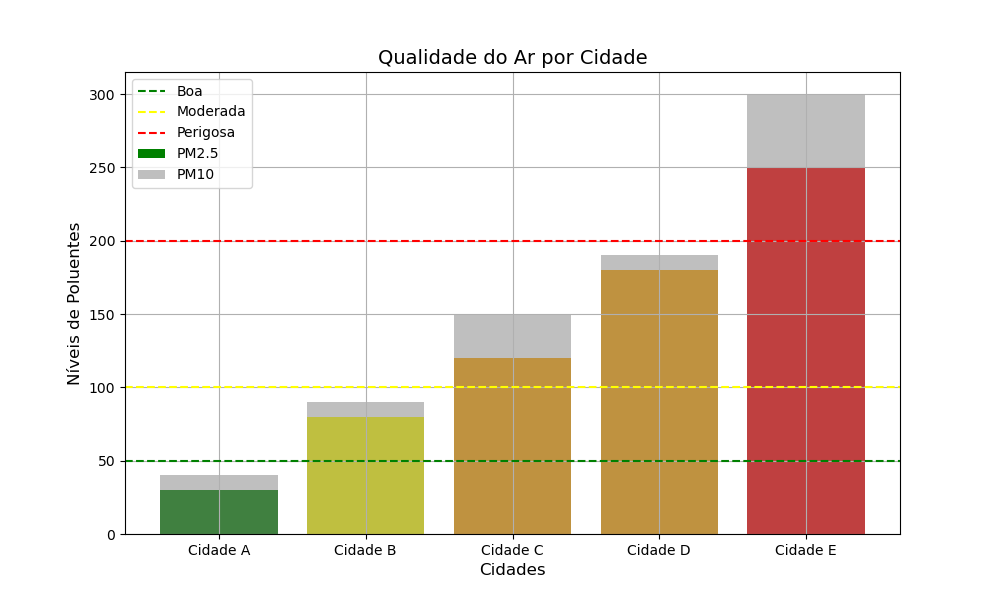 Qualidade do Ar por Cidade
Boa
Moderada
Perigosa
PM2.5
PM10
Níveis de Poluentes
300
250
200
150
100
50
0
Cidade A
Cidade B
Cidade C
Cidade D
Cidade E
Cidades